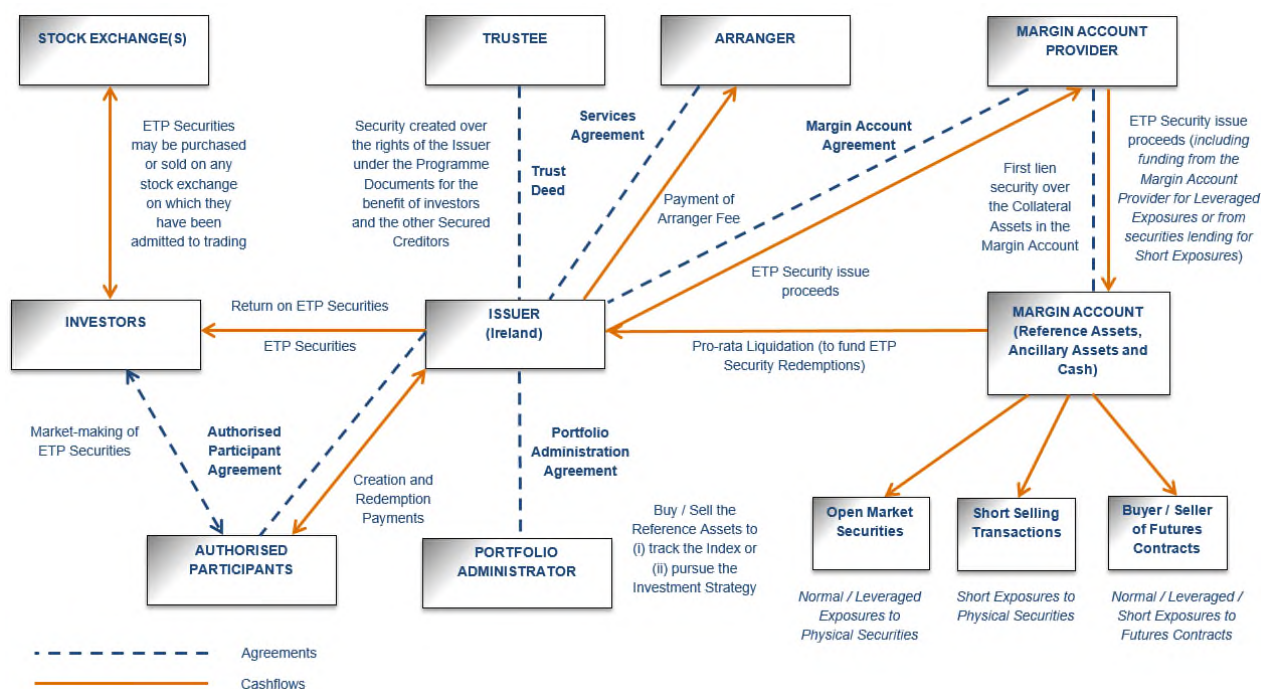 STOCK EXCHANGE(S)
TRUSTEE
ARRANGER
MARGIN ACCOUNT
PROVIDER
ETP Securities
may be purchased
or sold on any
stock exchange
on which they
have been
admitted to trading
Security created over
the rights of the Issuer
under the Programme
Documents for the
benefit of investors
and the other Secured
Creditors
Trust
Deed
Services
Agreement
Payment of
Arranger Fee
Margin Account
Agreement
First lien
security over
the Collateral
Assets in the
Margin Account
ETP Security issue
proceeds (including
funding from the
Margin Account
Provider for Leveraged
Exposures or from
securities lending for
Short Exposures)
ETP Security issue
proceeds
INVESTORS
Return on ETP Securities
ETP Securities
ISSUER
(Ireland)
Pro-rata Liquidation (to fund ETP
Security Redemptions)
MARGIN ACCOUNT
(Reference Assets,
Ancillary Assets and
Cash)
Market-making of
ETP Securities
Authorised
Participant
Agreement
Creation and
Redemption
Payments
Portfolio
Administration
Agreement
Buy / Sell the
Reference Assets to
(i) track the Index or
(ii) pursue the
Investment Strategy
AUTHORISED
PARTICIPANTS
PORTFOLIO
ADMINISTRATOR
Open Market
Securities
Short Selling
Transactions
Buyer / Seller
of Futures
Contracts
Normal / Leveraged
Exposures to
Physical Securities
Short Exposures to
Physical Securities
Normal / Leveraged /
Short Exposures to
Futures Contracts
Agreements
Cashflows